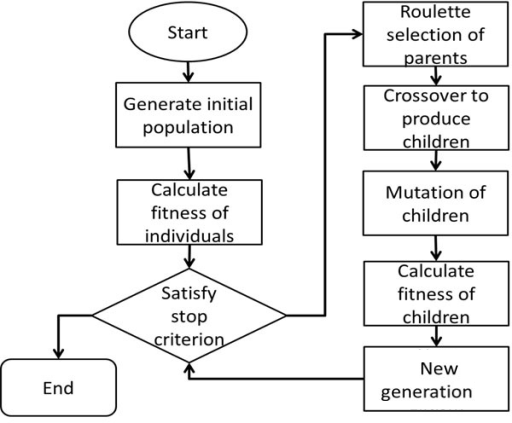 Start
Generate initial
population
Calculate
fitness of
individuals
Satisfy
stop
criterion
End
Roulette
selection of
parents
Crossover to
produce
children
Mutation of
children
Calculate
fitness of
children
New
generation